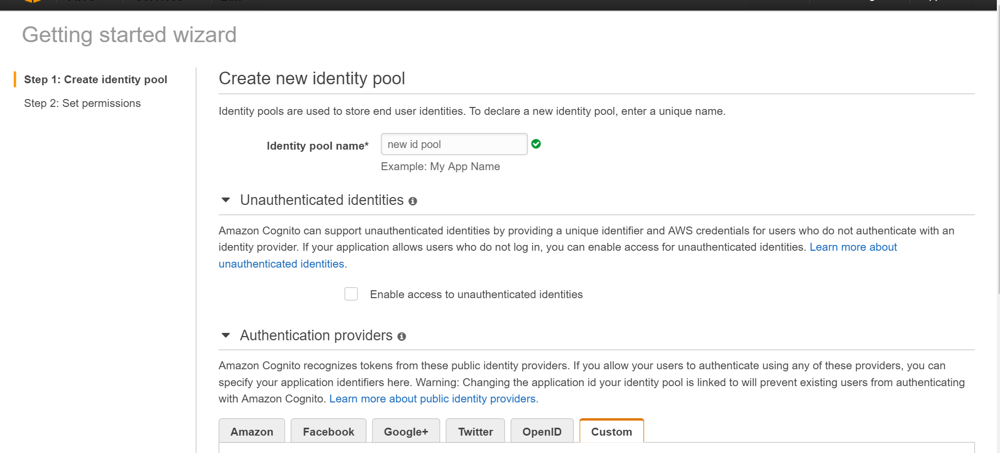 Getting started wizard
Step 1: Create identity pool
Step 2: Set permissions
Create new identity pool
Identity pools are used to store end user identities. To declare a new identity pool, enter a unique name.
Identity pool name* new id pool
Example: My App Name
Unauthenticated identities
Amazon Cognito can support unauthenticated identities by providing a unique identifier and AWS credentials for users who do not authenticate with an
identity provider. If your application allows users who do not log in, you can enable access for unauthenticated identities. Learn more about
unauthenticated identities.
Enable access to unauthenticated identities
Authentication providers
Amazon Cognito recognizes tokens from these public identity providers. If you allow your users to authenticate using any of these providers, you can
specify your application identifiers here. Warning: Changing the application id your identity pool is linked to will prevent existing users from authenticating
with Amazon Cognito. Learn more about public identity providers.
Amazon Facebook Google+ Twitter OpenID Custom